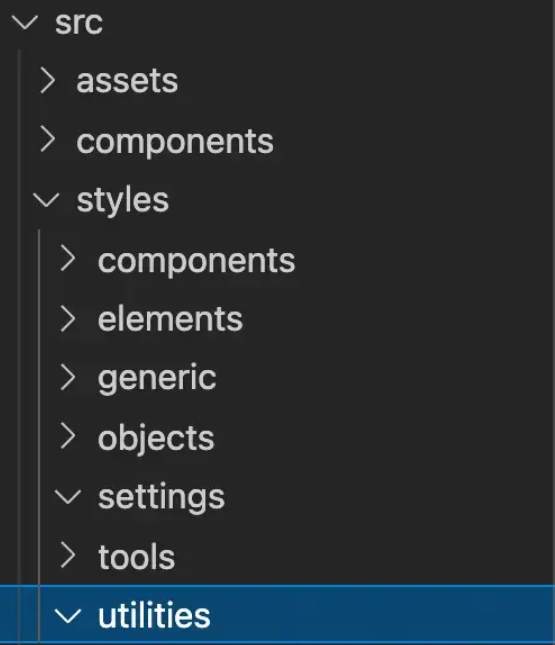 src
assets
components
styles
components
elements
generic
objects
settings
tools
utilities